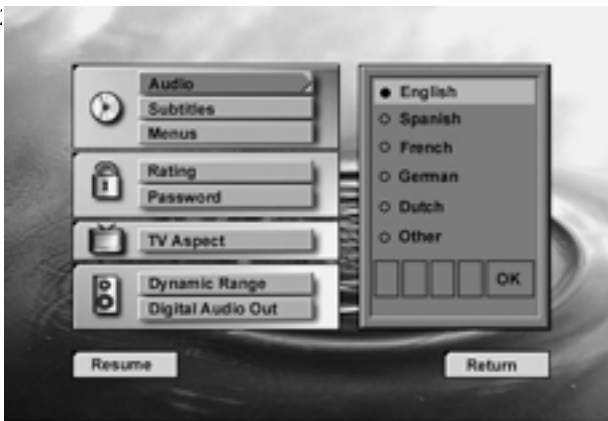 Audio
Subtitles
Menus
Rating
Password
TV Aspect
Dynamic Range
Digital Audio Out
English
Spanish
French
German
Dutch
Other
OK
Resume
Return